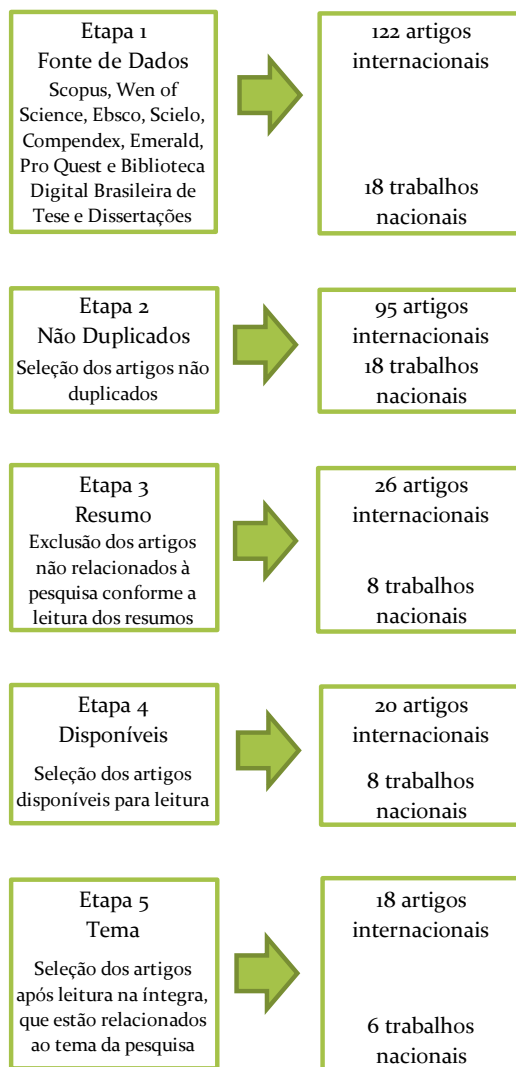 Etapa 1
Fonte de Dados
Scopus, Wen of
Science, Ebsco, Scielo,
Compendex, Emerald,
Pro Quest e Biblioteca
Digital Brasileira de
Tese e Dissertações
122 artigos
internacionais
18 trabalhos
nacionais
Etapa 2
Não Duplicados
Seleção dos artigos não
duplicados
95 artigos
internacionais
18 trabalhos
nacionais
Etapa 3
Resumo
Exclusão dos artigos
não relacionados à
pesquisa conforme a
leitura dos resumos
26 artigos
internacionais
8 trabalhos
nacionais
Etapa 4
Disponíveis
Seleção dos artigos
disponíveis para leitura
20 artigos
internacionais
8 trabalhos
nacionais
Etapa 5
Tema
Seleção dos artigos
após leitura na íntegra,
que estão relacionados
ao tema da pesquisa
18 artigos
internacionais
6 trabalhos
nacionais